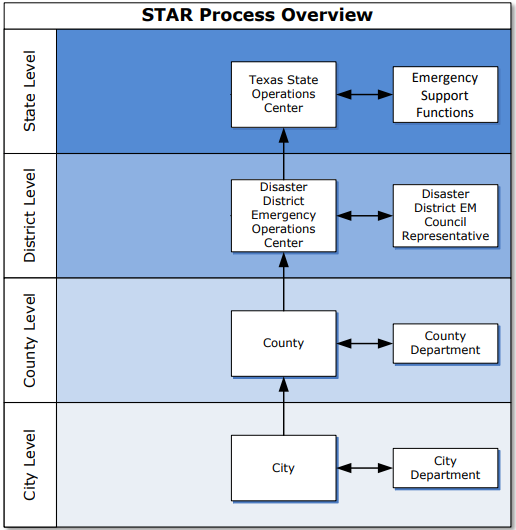 STAR Process Overview
State Level
Texas State
Operations
Center
Emergency
Support
Functions
District Level
Disaster
District
Emergency
Operations
Center
Disaster
District EM
Council
Representative
County Level
County
County
Department
City Level
City
City
Department